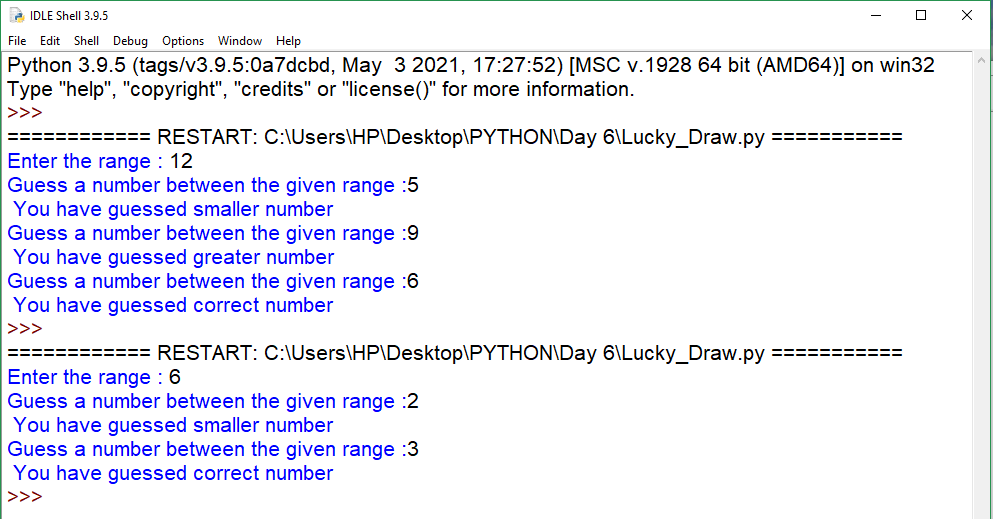 IDLE Shell 3.9.5
File Edit Shell Debug Options Window Help
Python 3.9.5 (tags/v3.9.5:0a7dcbd, May  3 2021, 17:27:52) [MSC v.1928 64 bit (AMD64)] on win32
Type "help", "copyright", "credits" or "license()" for more information.
>>>
============ RESTART: C:\Users\HP\Desktop\PYTHON\Day 6\Lucky_Draw.py ===========
Enter the range : 12
Guess a number between the given range :5
 You have guessed smaller number
Guess a number between the given range :9
 You have guessed greater number
Guess a number between the given range :6
 You have guessed correct number
>>>
============ RESTART: C:\Users\HP\Desktop\PYTHON\Day 6\Lucky_Draw.py ===========
Enter the range : 6
Guess a number between the given range :2
 You have guessed smaller number
Guess a number between the given range :3
 You have guessed correct number
>>>